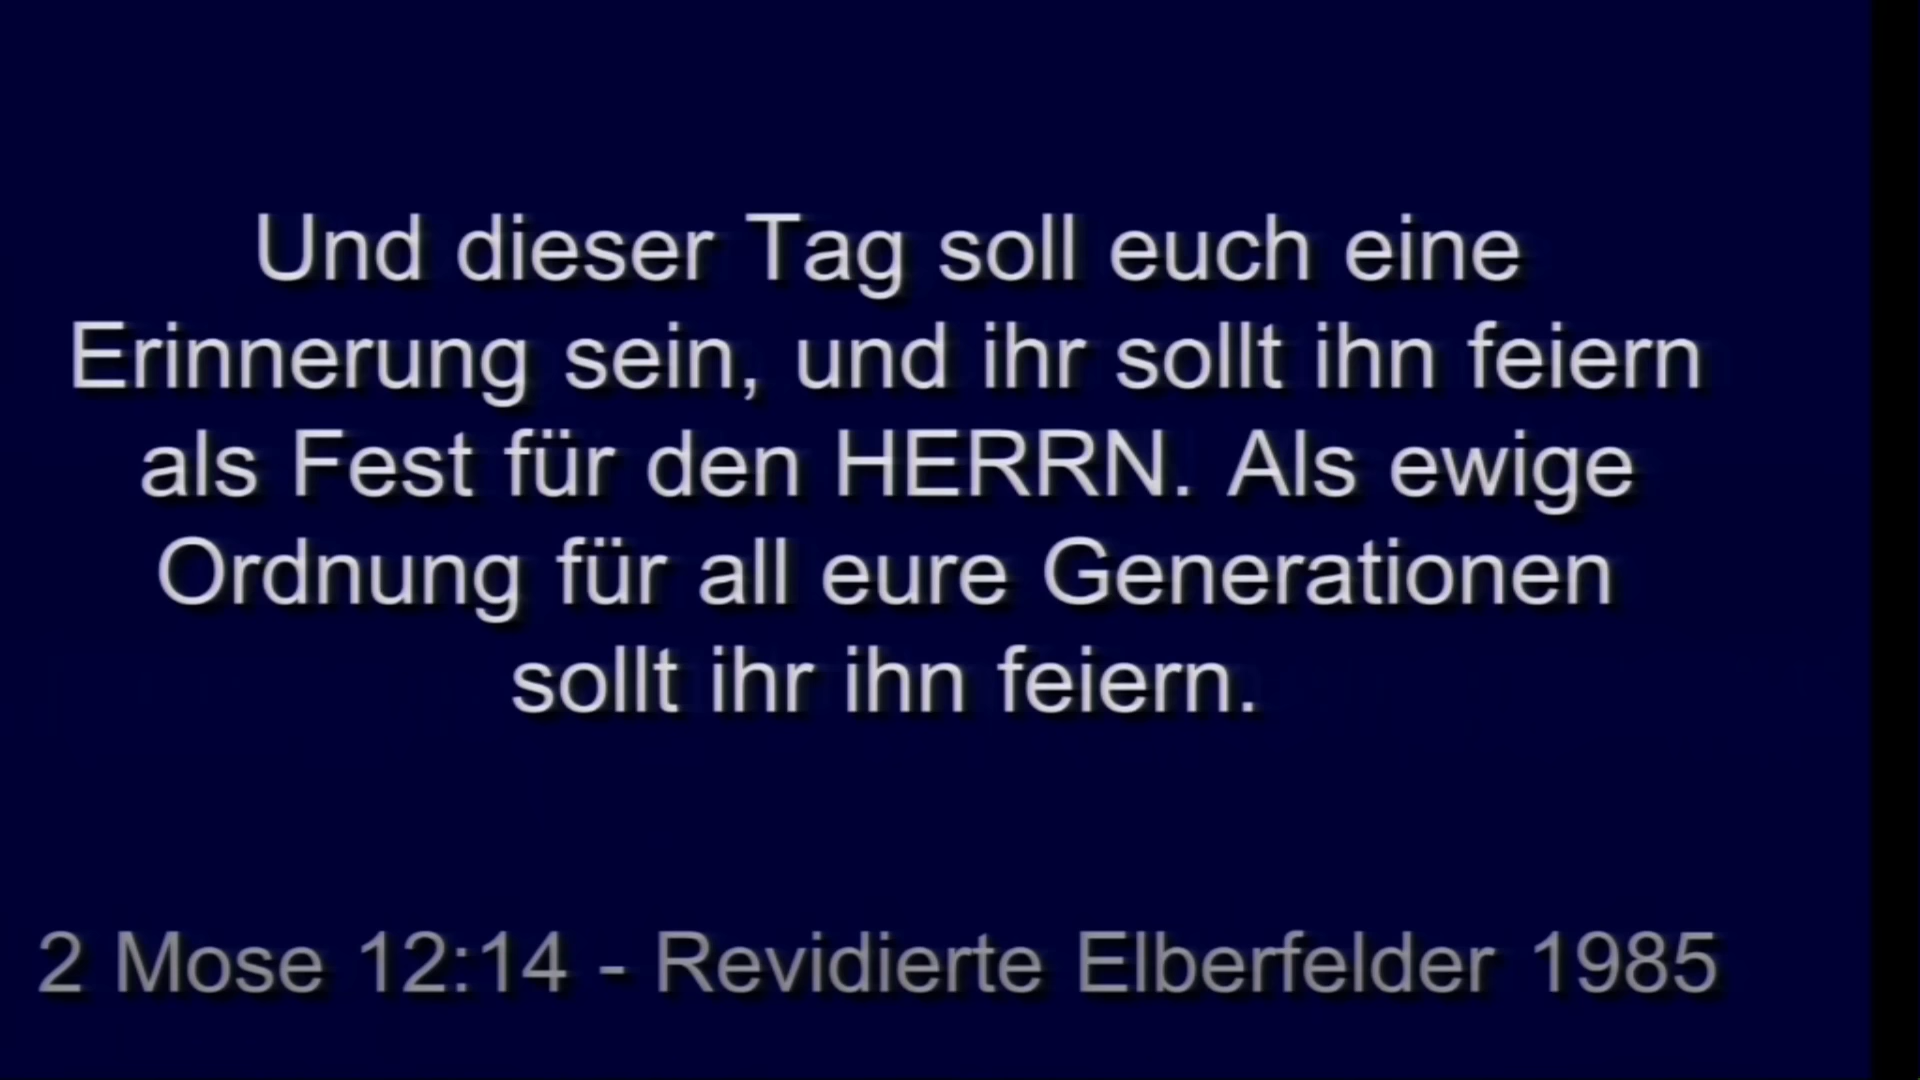 Und dieser Tag soll euch eine
Erinnerung sein, und ihr sollt ihn feiern
als Fest für den HERRN. Als ewige
Ordnung für all eure Generationen
sollt ihr ihn feiern.
2 Mose 12:14 - Revidierte Elberfelder 1985